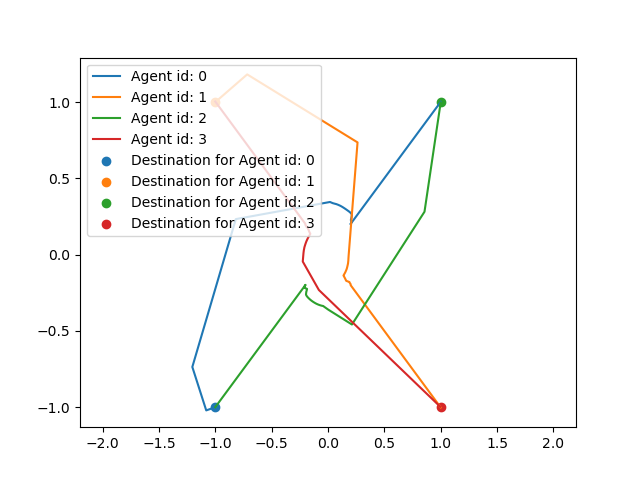 Agent id: 0
Agent id: 1
Agent id: 2
Agent id: 3
Destination for Agent id: 0
Destination for Agent id: 1
Destination for Agent id: 2
Destination for Agent id: 3
1.0
0.5
0.0
−0.5
−1.0
−2.0 −1.5 −1.0 −0.5 0.0 0.5 1.0 1.5 2.0